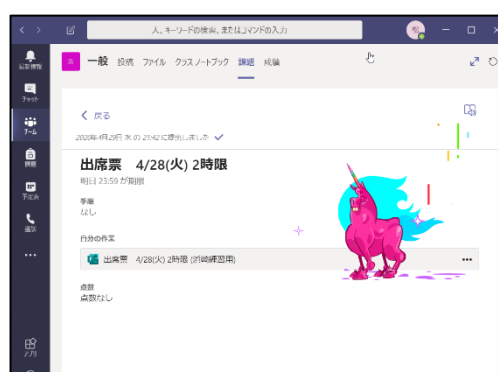 人、キーワードの検索、またはコマンドの入力
最新情報
一般 投稿 ファイル クラスノートブック 課題 成績
チャット
チーム
戻る
2020年4月29日 水 の 21:42 に提出しました
課題
出席票 4/28(火) 2時限
明日 23:59 が期限
予定表
手順
なし
通話
自分の作業
出席票 4/28(火) 2時限 (浜崎練習用)
点数
点数なし
アプリ